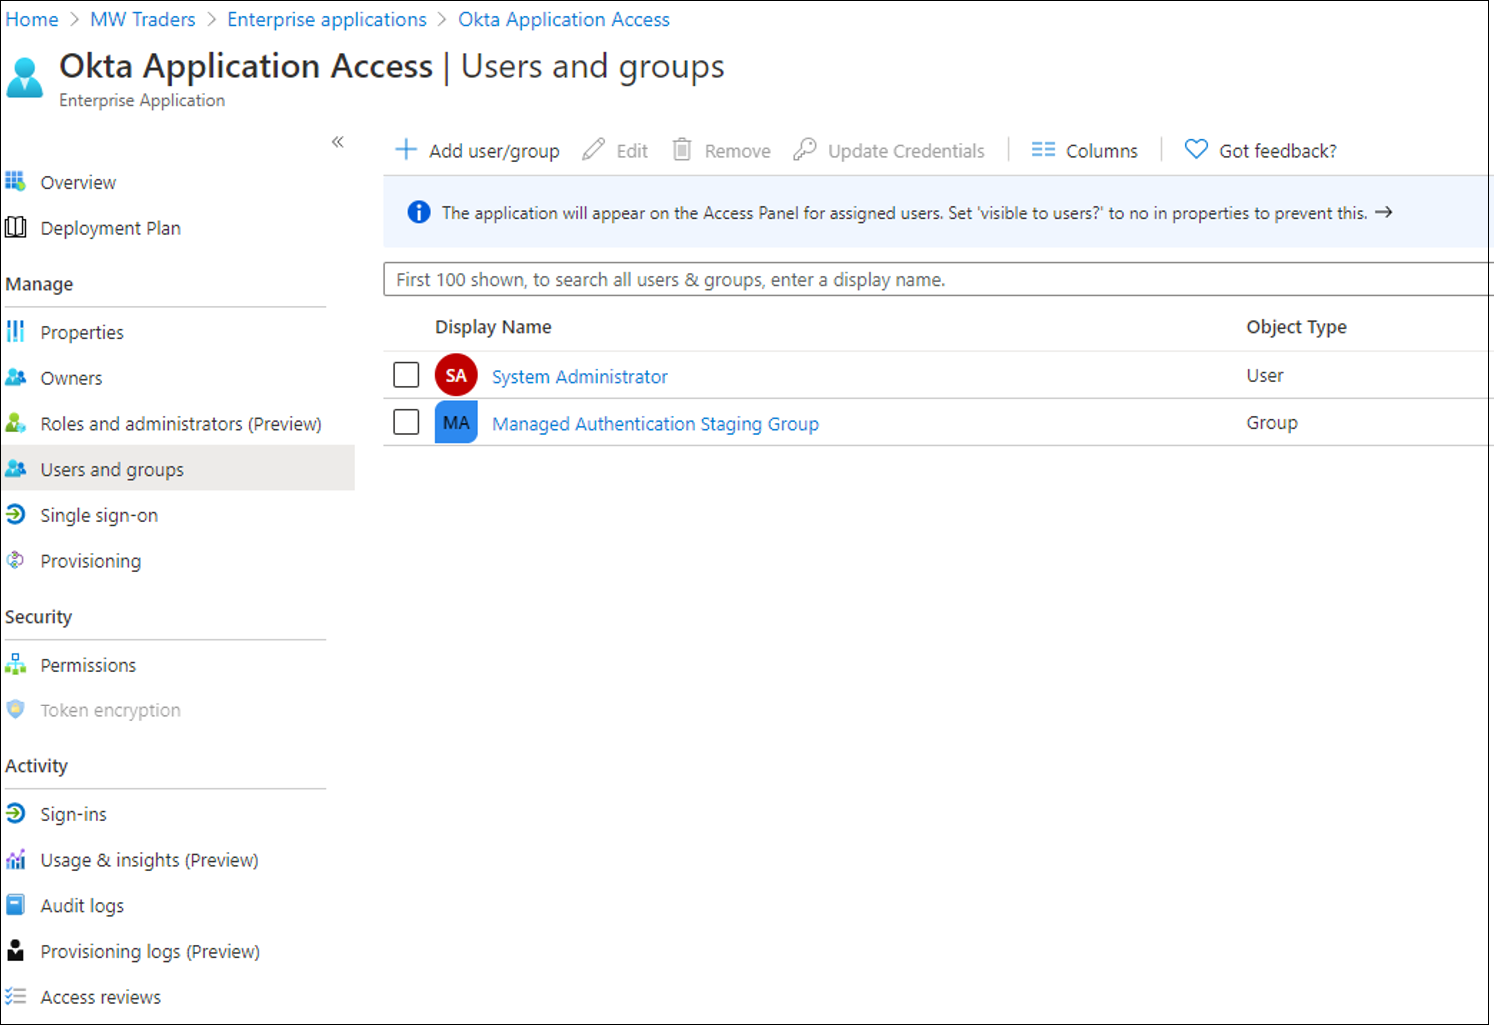 Home > MW Traders > Enterprise applications > Okta Application Access
Okta Application Access | Users and groups
Enterprise Application
«
Overview
Deployment Plan
Manage
Properties
Owners
Roles and administrators (Preview)
Users and groups
Single sign-on
Provisioning
Security
Permissions
Token encryption
Activity
Sign-ins
Usage & insights (Preview)
Audit logs
Provisioning logs (Preview)
Access reviews
Add user/group Edit Remove Update Credentials Columns Got feedback?
The application will appear on the Access Panel for assigned users. Set 'visible to users?' to no in properties to prevent this. →
First 100 shown, to search all users & groups, enter a display name.
Display Name Object Type
SA System Administrator User
MA Managed Authentication Staging Group Group